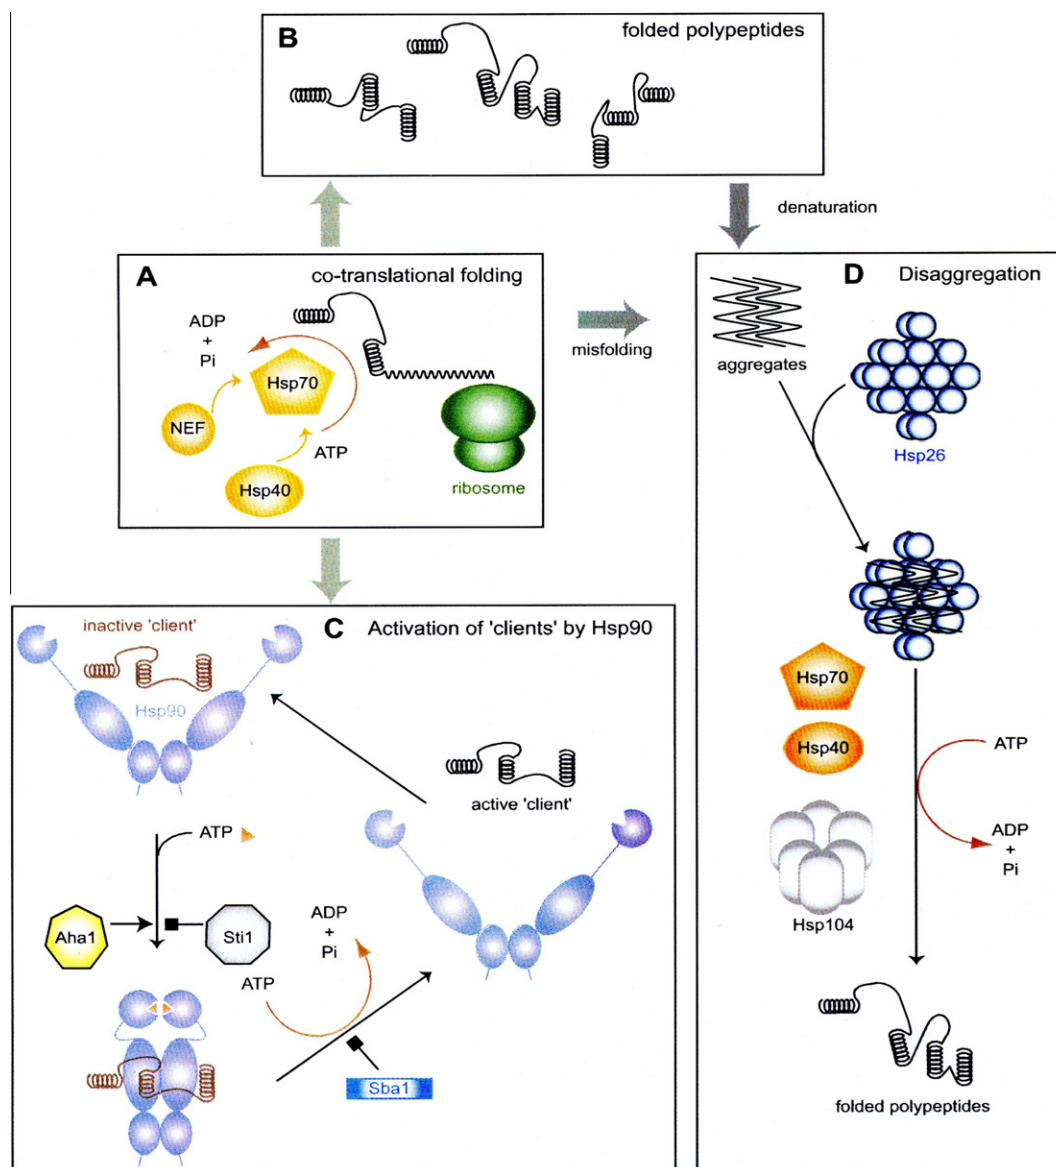 B
folded polypeptides
denaturation
A
co-translational folding
ADP
+
Pi
Hsp70
NEF
ATP
Hsp40
ribosome
misfolding
D Disaggregation
aggregates
Hsp26
Hsp70
Hsp40
ATP
ADP
+
Pi
Hsp104
folded polypeptides
C Activation of 'clients' by Hsp90
inactive 'client'
Hsp90
active 'client'
ATP
Aha1
Sti1
ADP
+
Pi
ATP
Sba1